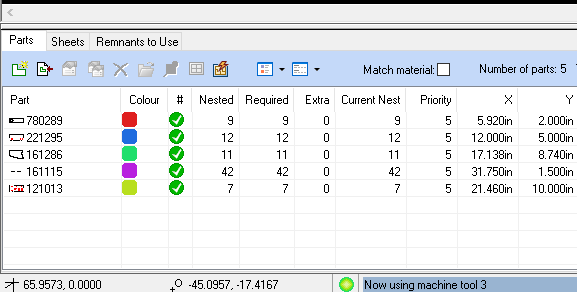 Parts Sheets Remnants to Use
Match material: Number of parts: 5
Part Colour # Nested Required Extra Current Nest Priority X Y
780289 9 9 0 9 5 5.920in 2.000in
221295 12 12 0 12 5 12.000in 5.000in
161286 11 11 0 11 5 17.138in 8.740in
161115 42 42 0 42 5 31.750in 1.500in
121013 7 7 0 7 5 21.460in 10.000in
65.9573, 0.0000 -45.0957, -17.4167 Now using machine tool 3